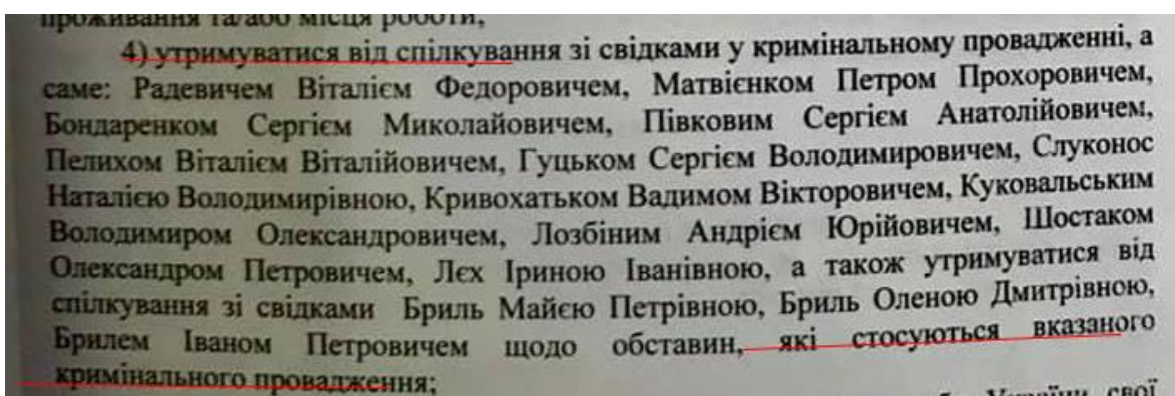 проживання та/або місця роботи;
4) утримуватися від спілкування зі свідками у кримінальному провадженні, а
саме: Радевичем Віталієм Федоровичем, Матвієнком Петром Прохоровичем,
Бондаренком Сергієм Миколайовичем, Півковим Сергієм Анатолійовичем,
Пелихом Віталієм Віталійовичем, Гуцьком Сергієм Володимировичем, Слуконос
Наталією Володимирівною, Кривохатьком Вадимом Вікторовичем, Куковальським
Володимиром Олександровичем, Лозбіним Андрієм Юрійовичем, Шостаком
Олександром Петровичем, Лєх Іриною Іванівною, а також утримуватися від
спілкування зі свідками Бриль Майєю Петрівною, Бриль Оленою Дмитрівною,
Брилем Іваном Петровичем щодо обставин, які стосуються вказаного
кримінального провадження;
України свої